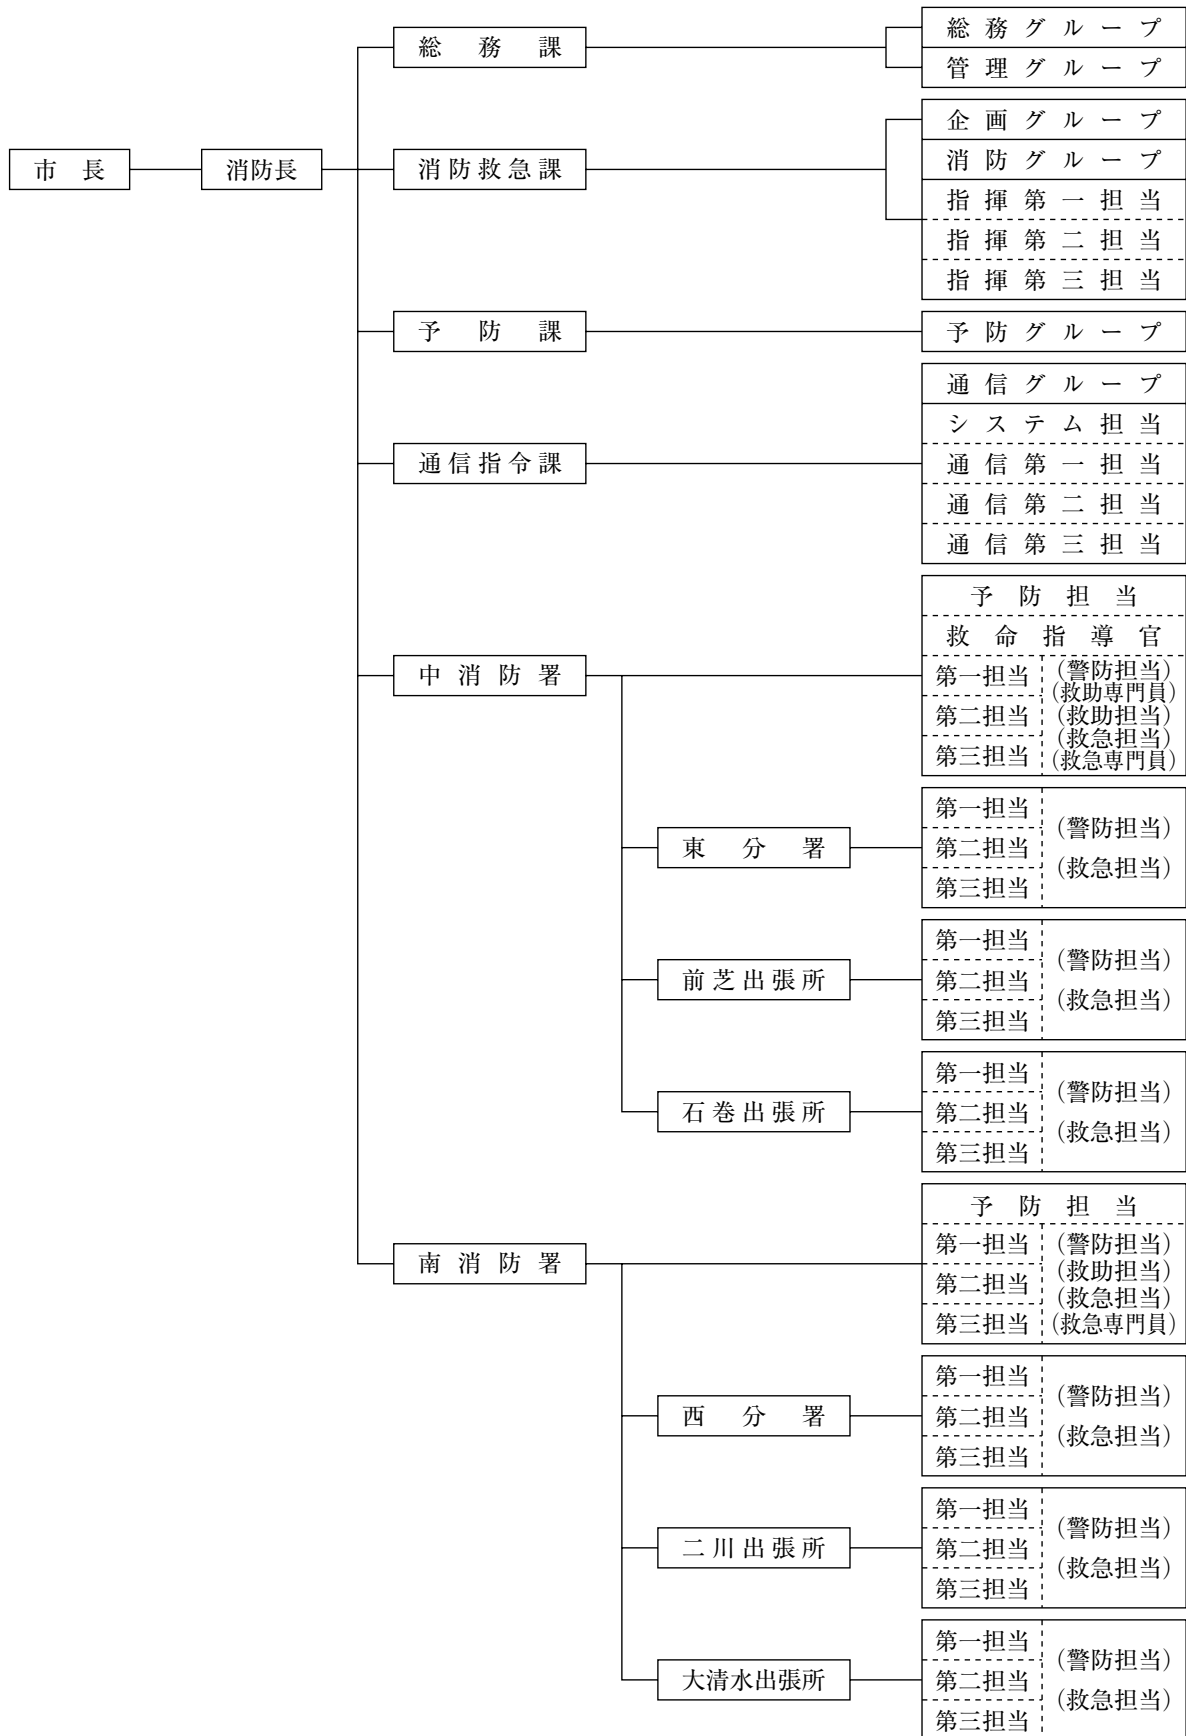 市長
消防長
総務課
総務グループ
管理グループ
消防救急課
企画グループ
消防グループ
指揮第一担当
指揮第二担当
指揮第三担当
予防課
予防グループ
通信指令課
通信グループ
システム担当
通信第一担当
通信第二担当
通信第三担当
中消防署
予防担当
救命指導官
第一担当
第二担当
第三担当
(警防担当)
(救助専門員)
(救助担当)
(救急担当)
(救急専門員)
東分署
第一担当
第二担当
第三担当
(警防担当)
(救急担当)
前芝出張所
第一担当
第二担当
第三担当
(警防担当)
(救急担当)
石巻出張所
第一担当
第二担当
第三担当
(警防担当)
(救急担当)
南消防署
予防担当
第一担当
第二担当
第三担当
(警防担当)
(救助担当)
(救急担当)
(救急専門員)
西分署
第一担当
第二担当
第三担当
(警防担当)
(救急担当)
二川出張所
第一担当
第二担当
第三担当
(警防担当)
(救急担当)
大清水出張所
第一担当
第二担当
第三担当
(警防担当)
(救急担当)